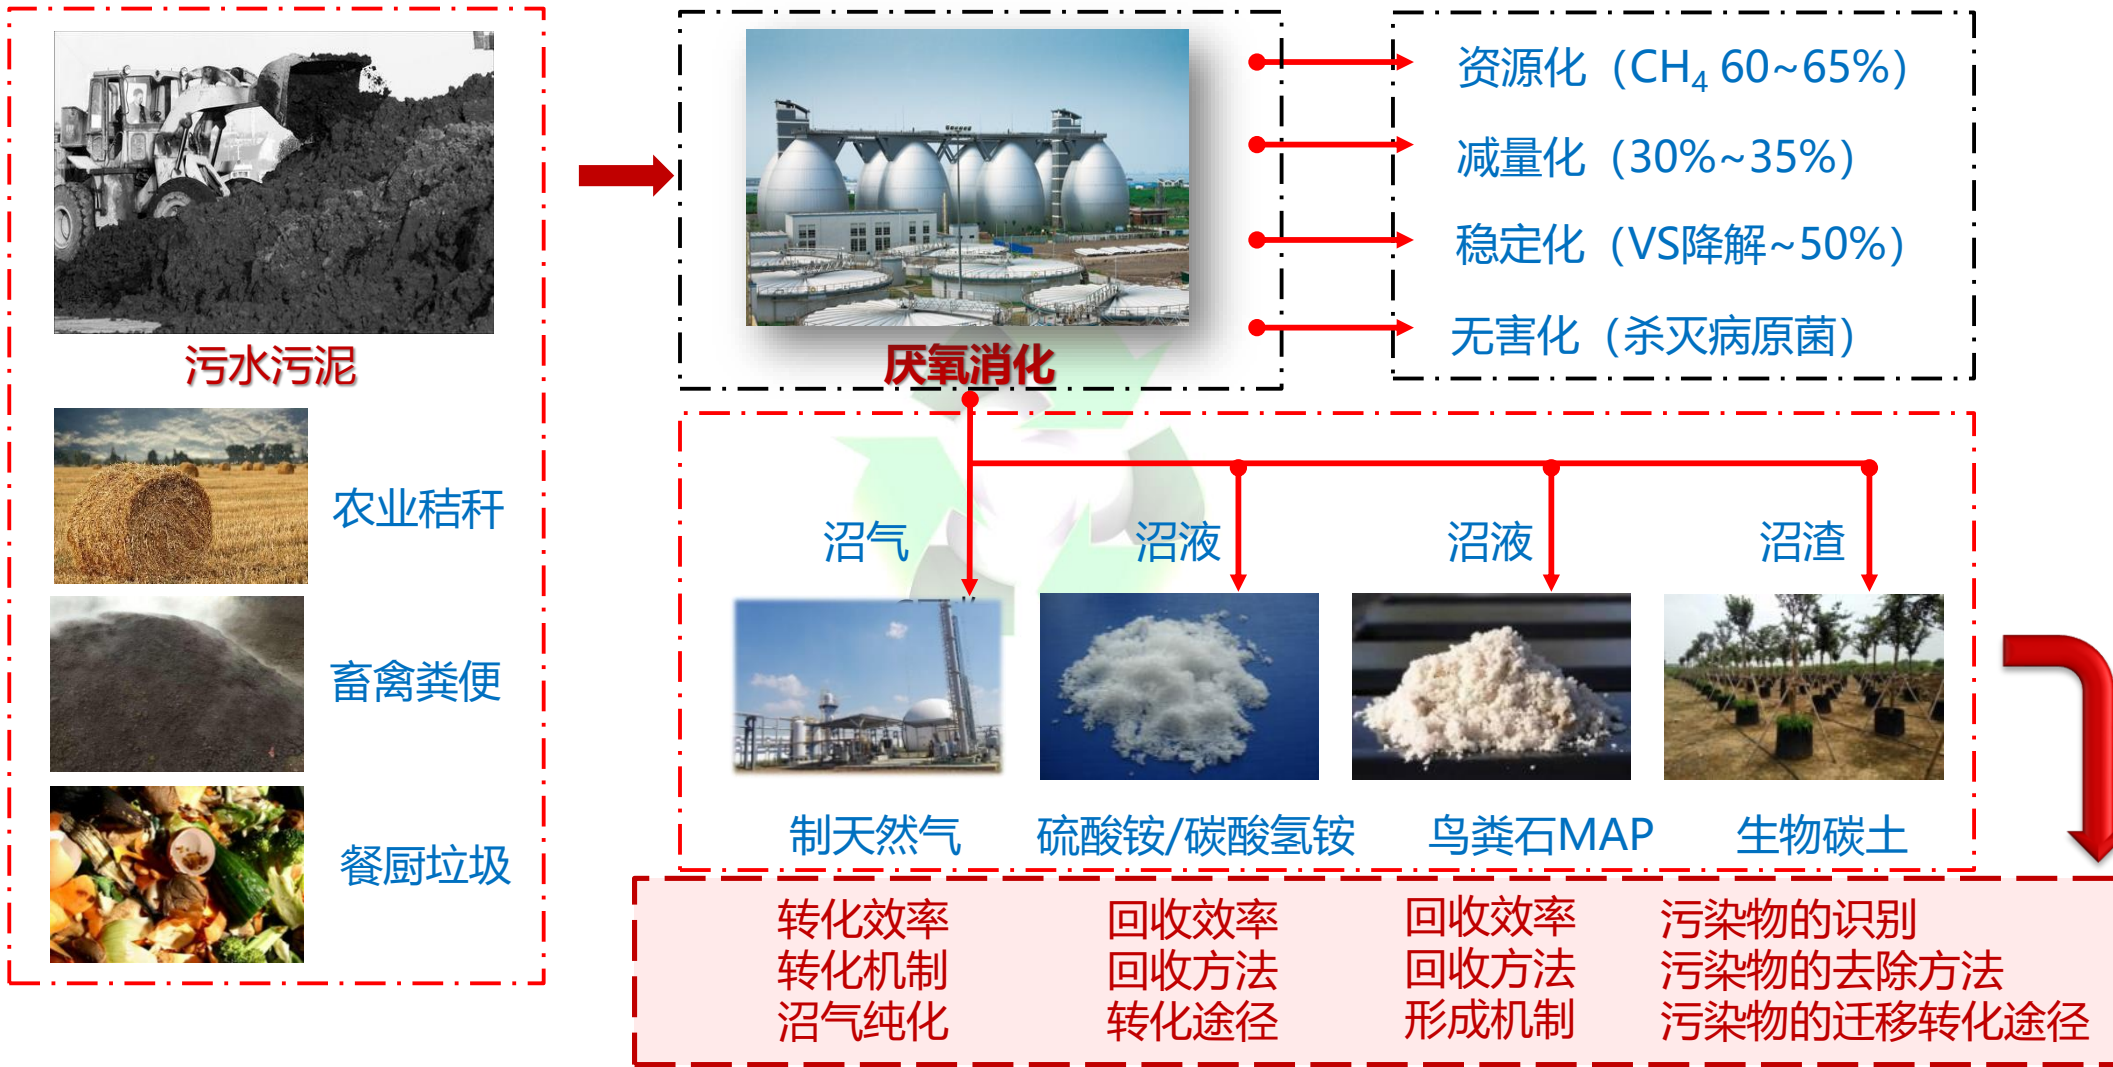 污水污泥
农业秸秆
畜禽粪便
餐厨垃圾
厌氧消化
资源化（CH₄ 60~65%）
减量化（30%~35%）
稳定化（VS降解~50%）
无害化（杀灭病原菌）
沼气 沼液 沼液 沼渣
制天然气 硫酸铵/碳酸氢铵 鸟粪石MAP 生物碳土
转化效率 回收效率 回收效率 污染物的识别
转化机制 回收方法 回收方法 污染物的去除方法
沼气纯化 转化途径 形成机制 污染物的迁移转化途径